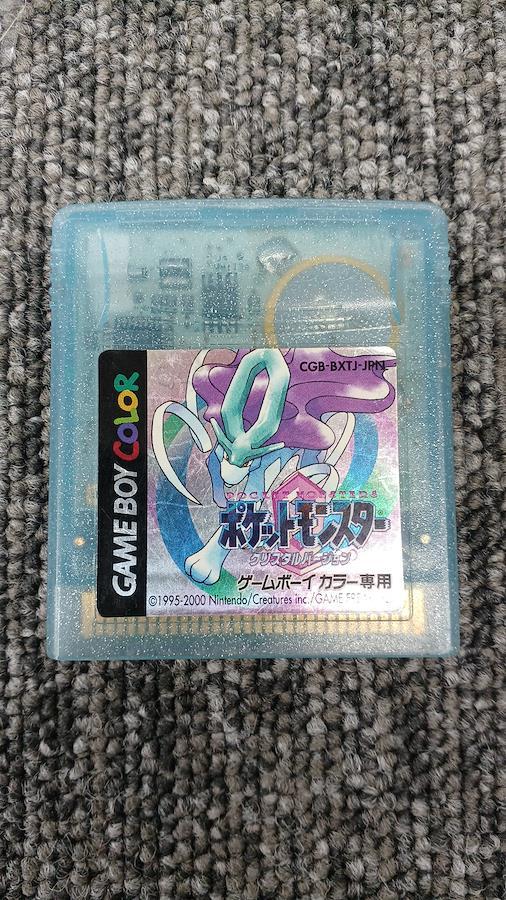 GAME BOY COLOR
CGB-BXTJ-JPN
POCKET MONSTERS
ポケットモンスター
クリスタルバージョン
ゲームボーイ カラー専用
©1995-2000 Nintendo/Creatures inc./GAME